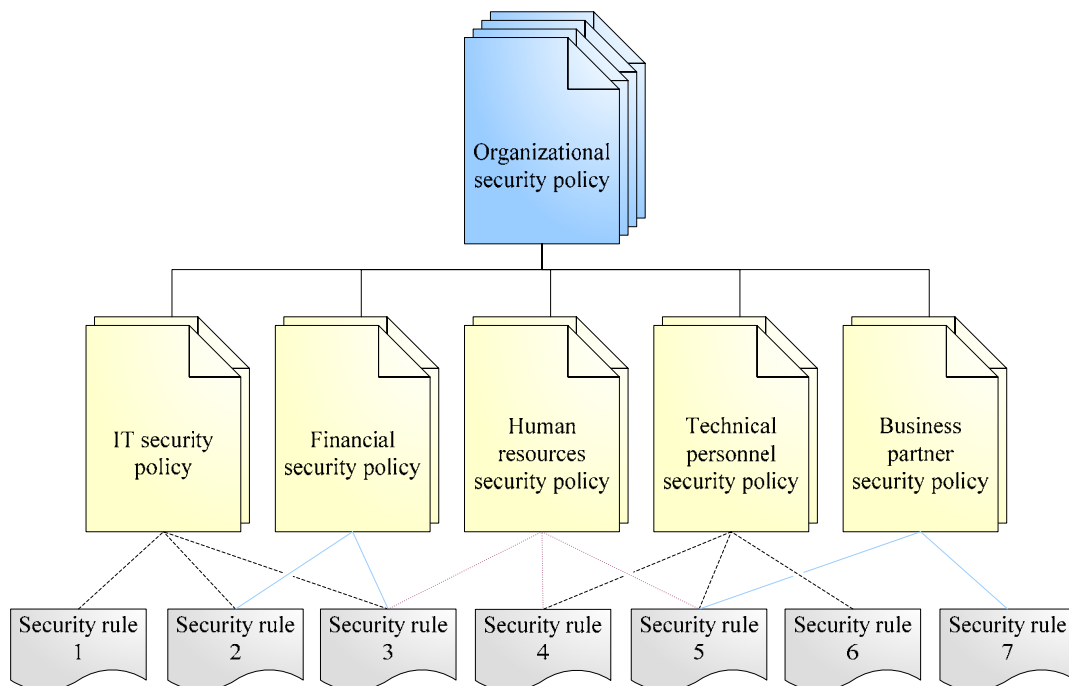 Organizational
security policy
IT security
policy
Financial
security policy
Human
resources
security policy
Technical
personnel
security policy
Business
partner
security policy
Security rule
1
Security rule
2
Security rule
3
Security rule
4
Security rule
5
Security rule
6
Security rule
7